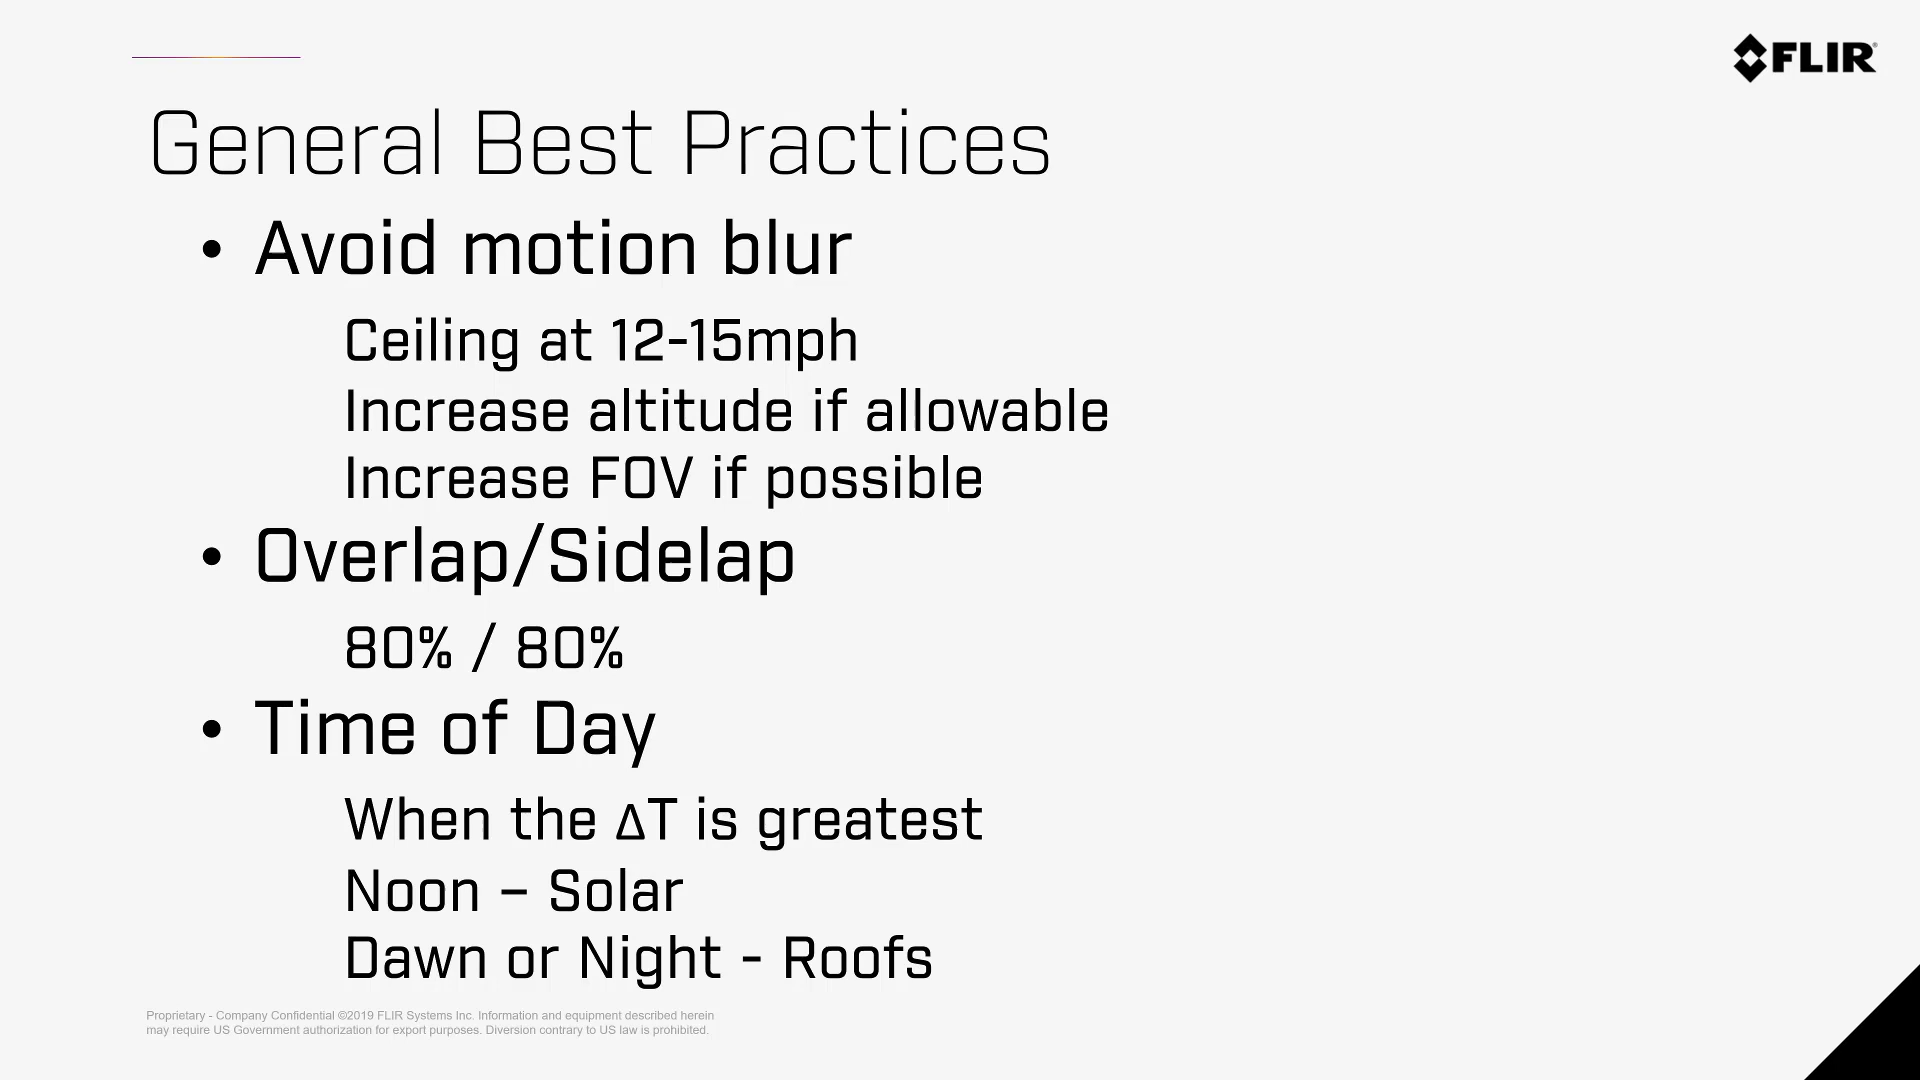 FLIR®
General Best Practices
• Avoid motion blur
Ceiling at 12-15mph
Increase altitude if allowable
Increase FOV if possible
• Overlap/Sidelap
80% / 80%
• Time of Day
When the ΔT is greatest
Noon – Solar
Dawn or Night - Roofs
Proprietary - Company Confidential ©2019 FLIR Systems Inc. Information and equipment described herein
may require US Government authorization for export purposes. Diversion contrary to US law is prohibited.